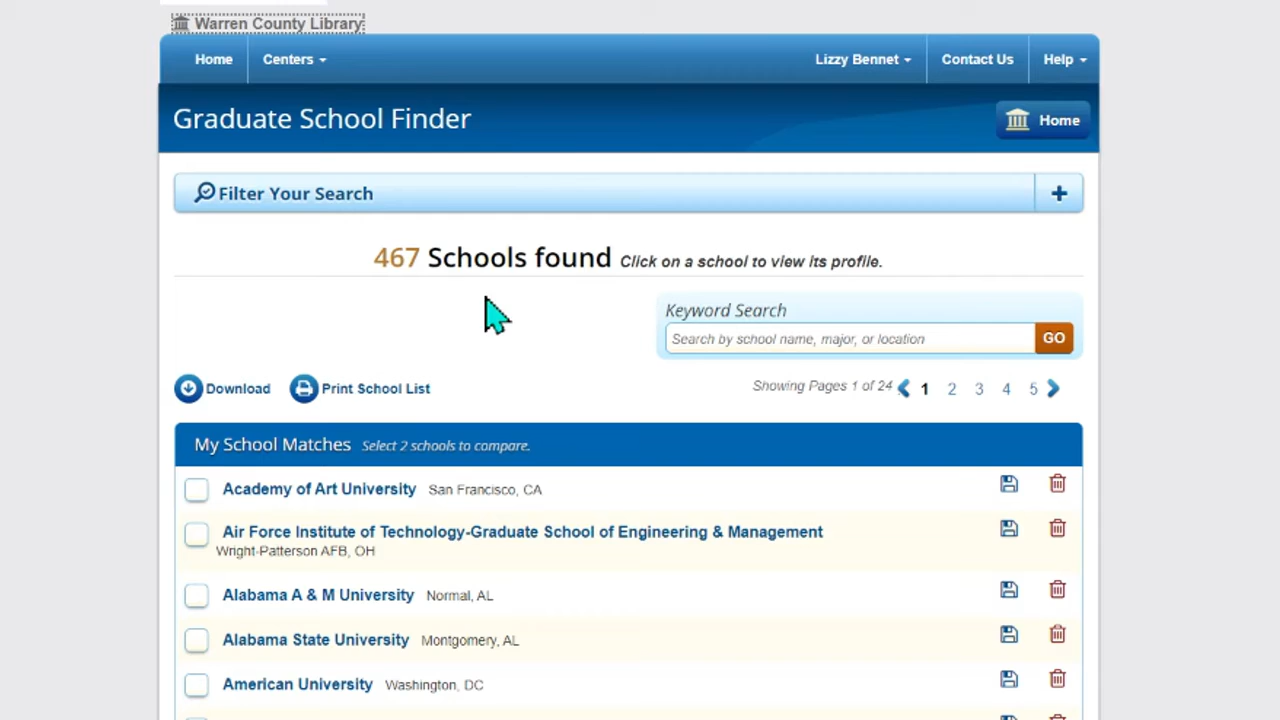 Warren County Library
Home Centers Lizzy Bennet Contact Us Help
Graduate School Finder Home
Filter Your Search +
467 Schools found Click on a school to view its profile.
Keyword Search
Search by school name, major, or location GO
Download Print School List Showing Pages 1 of 24 1 2 3 4 5
My School Matches Select 2 schools to compare.
Academy of Art University San Francisco, CA
Air Force Institute of Technology-Graduate School of Engineering & Management
Wright-Patterson AFB, OH
Alabama A & M University Normal, AL
Alabama State University Montgomery, AL
American University Washington, DC